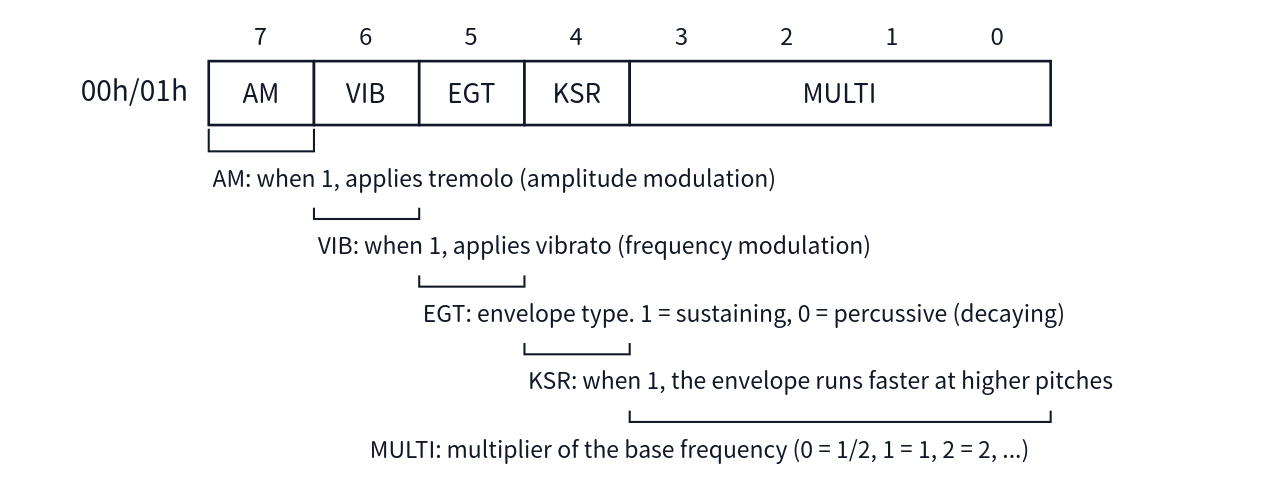 7 6 5 4 3 2 1 0
00h/01h AM VIB EGT KSR MULTI
AM: when 1, applies tremolo (amplitude modulation)
VIB: when 1, applies vibrato (frequency modulation)
EGT: envelope type. 1 = sustaining, 0 = percussive (decaying)
KSR: when 1, the envelope runs faster at higher pitches
MULTI: multiplier of the base frequency (0 = 1/2, 1 = 1, 2 = 2, ...)